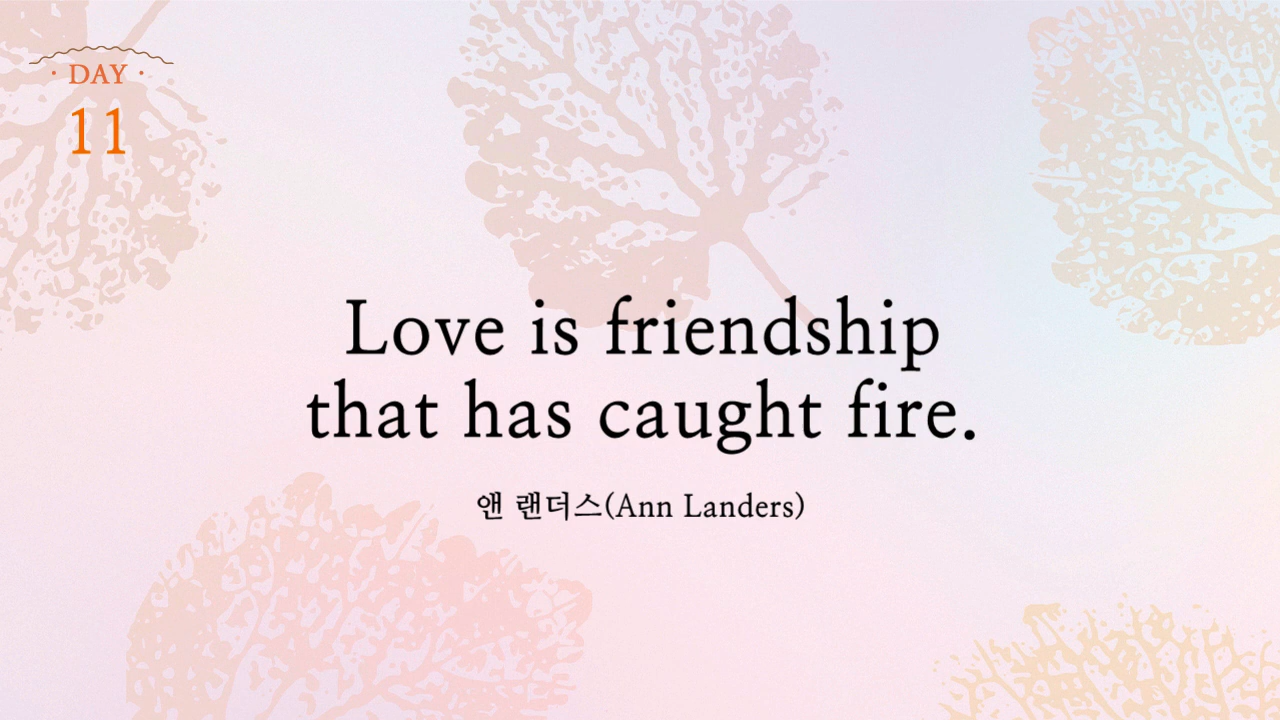 · DAY ·
11
Love is friendship
that has caught fire.
앤 랜더스(Ann Landers)